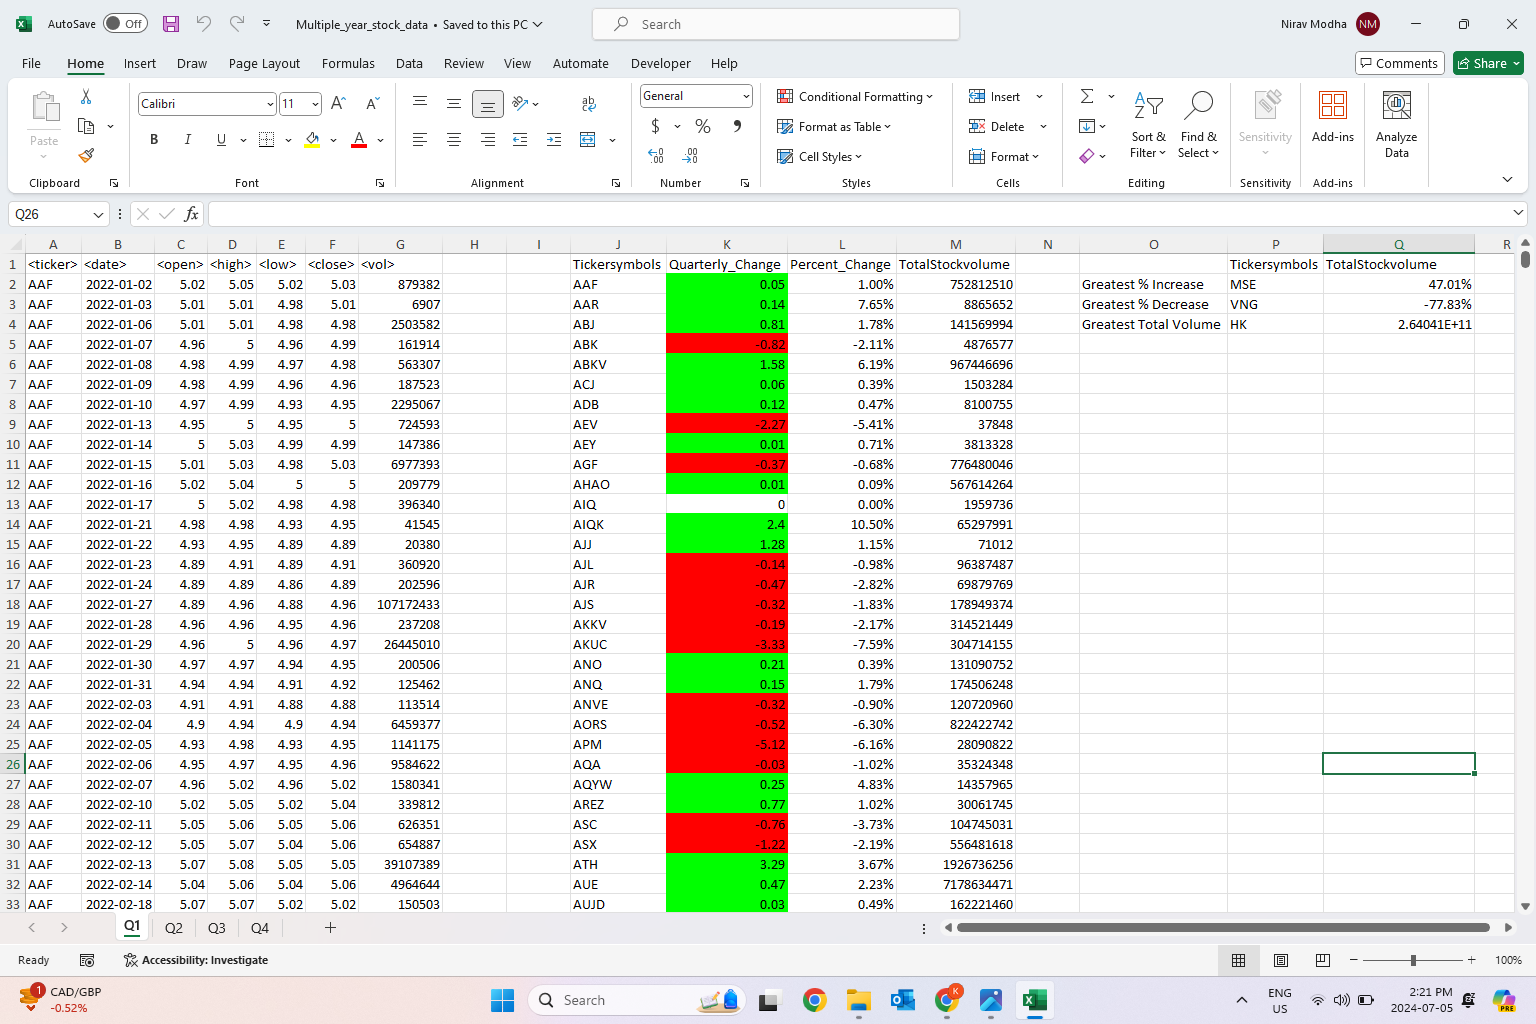 AutoSave Off Multiple_year_stock_data • Saved to this PC Search Nirav Modha NM
File Home Insert Draw Page Layout Formulas Data Review View Automate Developer Help Comments Share
Paste Calibri 11 A A ab General Conditional Formatting Insert Σ Sort & Filter Find & Select Sensitivity Add-ins Analyze Data
B I U A $ % Format as Table Delete
Cell Styles Format
Clipboard Font Alignment Number Styles Cells Editing Sensitivity Add-ins
Q26 fx
A B C D E F G H I J K L M N O P Q R
1 <ticker> <date> <open> <high> <low> <close> <vol> Tickersymbols Quarterly_Change Percent_Change TotalStockvolume Tickersymbols TotalStockvolume
2 AAF 2022-01-02 5.02 5.05 5.02 5.03 879382 AAF 0.05 1.00% 752812510 Greatest % Increase MSE 47.01%
3 AAF 2022-01-03 5.01 5.01 4.98 5.01 6907 AAR 0.14 7.65% 8865652 Greatest % Decrease VNG -77.83%
4 AAF 2022-01-06 5.01 5.01 4.98 4.98 2503582 ABJ 0.81 1.78% 141569994 Greatest Total Volume HK 2.64041E+11
5 AAF 2022-01-07 4.96 5 4.96 4.99 161914 ABK -0.82 -2.11% 4876577
6 AAF 2022-01-08 4.98 4.99 4.97 4.98 563307 ABKV 1.58 6.19% 967446696
7 AAF 2022-01-09 4.98 4.99 4.96 4.96 187523 ACJ 0.06 0.39% 1503284
8 AAF 2022-01-10 4.97 4.99 4.93 4.95 2295067 ADB 0.12 0.47% 8100755
9 AAF 2022-01-13 4.95 5 4.95 5 724593 AEV -2.27 -5.41% 37848
10 AAF 2022-01-14 5 5.03 4.99 4.99 147386 AEY 0.01 0.71% 3813328
11 AAF 2022-01-15 5.01 5.03 4.98 5.03 6977393 AGF -0.37 -0.68% 776480046
12 AAF 2022-01-16 5.02 5.04 5 5 209779 AHAO 0.01 0.09% 567614264
13 AAF 2022-01-17 5 5.02 4.98 4.98 396340 AIQ 0 0.00% 1959736
14 AAF 2022-01-21 4.98 4.98 4.93 4.95 41545 AIQK 2.4 10.50% 65297991
15 AAF 2022-01-22 4.93 4.95 4.89 4.89 20380 AJJ 1.28 1.15% 71012
16 AAF 2022-01-23 4.89 4.91 4.89 4.91 360920 AJL -0.14 -0.98% 96387487
17 AAF 2022-01-24 4.89 4.89 4.86 4.89 202596 AJR -0.47 -2.82% 69879769
18 AAF 2022-01-27 4.89 4.96 4.88 4.96 107172433 AJS -0.32 -1.83% 178949374
19 AAF 2022-01-28 4.96 4.96 4.95 4.96 237208 AKKV -0.19 -2.17% 314521449
20 AAF 2022-01-29 4.96 5 4.96 4.97 26445010 AKUC -3.33 -7.59% 304714155
21 AAF 2022-01-30 4.97 4.97 4.94 4.95 200506 ANO 0.21 0.39% 131090752
22 AAF 2022-01-31 4.94 4.94 4.91 4.92 125462 ANQ 0.15 1.79% 174506248
23 AAF 2022-02-03 4.91 4.91 4.88 4.88 113514 ANVE -0.32 -0.90% 120720960
24 AAF 2022-02-04 4.9 4.94 4.9 4.94 6459377 AORS -0.52 -6.30% 822422742
25 AAF 2022-02-05 4.93 4.98 4.93 4.95 1141175 APM -5.12 -6.16% 28090822
26 AAF 2022-02-06 4.95 4.97 4.95 4.96 9584622 AQA -0.03 -1.02% 35324348
27 AAF 2022-02-07 4.96 5.02 4.96 5.02 1580341 AQYW 0.25 4.83% 14357965
28 AAF 2022-02-10 5.02 5.05 5.02 5.04 339812 AREZ 0.77 1.02% 30061745
29 AAF 2022-02-11 5.05 5.06 5.05 5.06 626351 ASC -0.76 -3.73% 104745031
30 AAF 2022-02-12 5.05 5.07 5.04 5.06 654887 ASX -1.22 -2.19% 556481618
31 AAF 2022-02-13 5.07 5.08 5.05 5.05 39107389 ATH 3.29 3.67% 1926736256
32 AAF 2022-02-14 5.04 5.06 5.04 5.06 4964644 AUE 0.47 2.23% 7178634471
33 AAF 2022-02-18 5.07 5.07 5.02 5.02 150503 AUJD 0.03 0.49% 162221460
Q1 Q2 Q3 Q4
Ready Accessibility: Investigate 100%
1 CAD/GBP Search K ENG 2:21 PM PRE
-0.52% US 2024-07-05